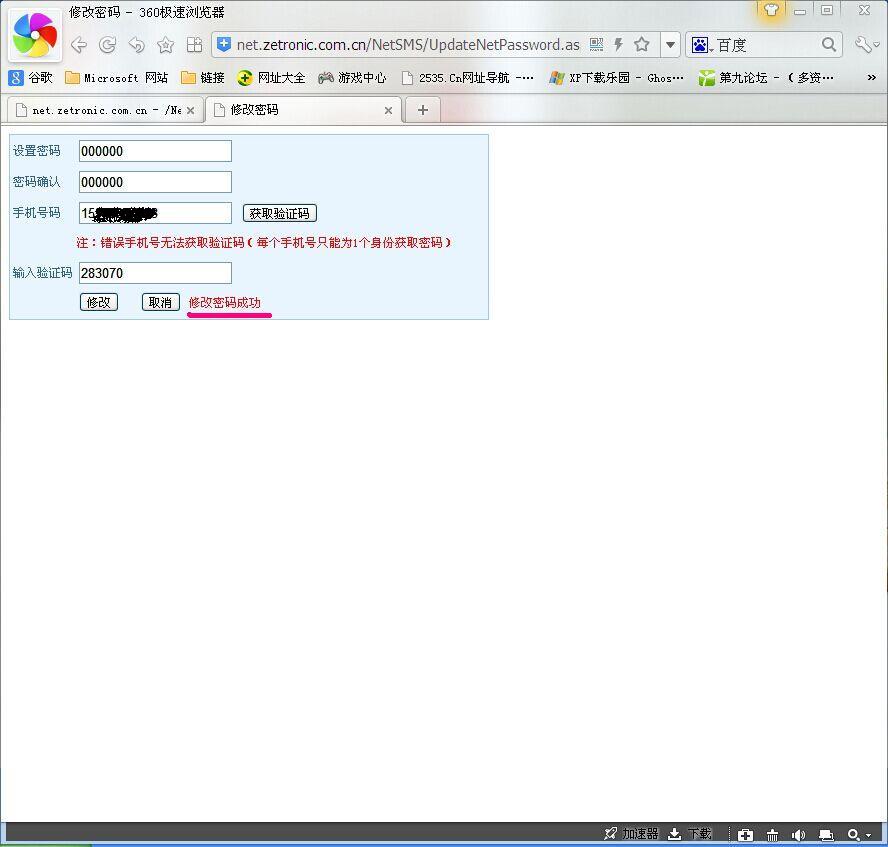 修改密码 - 360极速浏览器
net.zetronic.com.cn/NetSMS/UpdateNetPassword.as
百度
谷歌 Microsoft 网站 链接 网址大全 游戏中心 2535.Cn网址导航 -··· XP下载乐园 - Ghos··· 第九论坛 - (多资··· »
net.zetronic.com.cn - /Ne 修改密码
设置密码 000000
密码确认 000000
手机号码 15 获取验证码
注：错误手机号无法获取验证码（每个手机号只能为1个身份获取密码）
输入验证码 283070
修改 取消 修改密码成功
加速器 下载